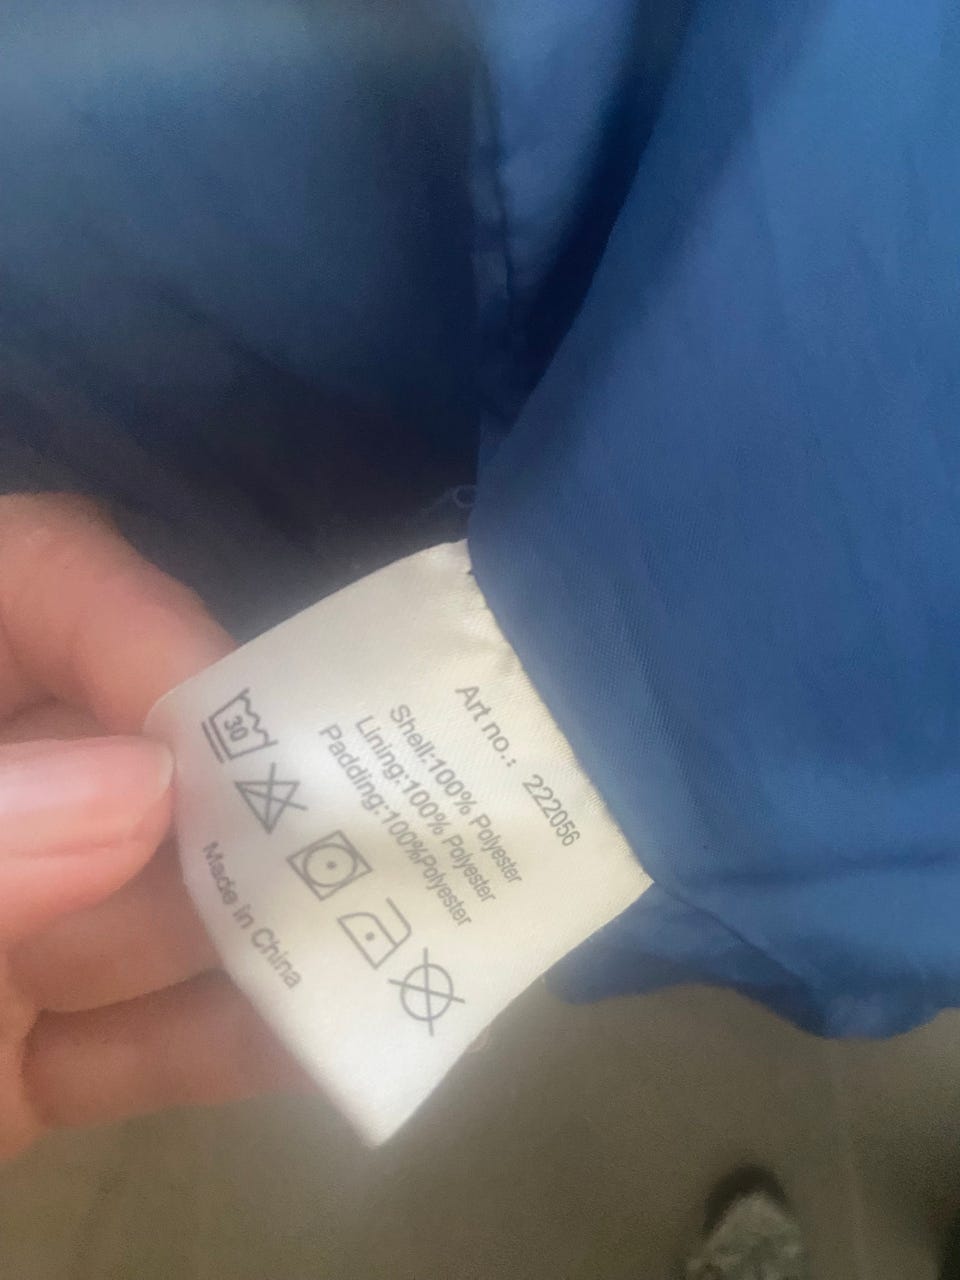 Art no.: 222056
Shell:100% Polyester
Lining:100% Polyester
Padding:100%Polyester
30
Made in China